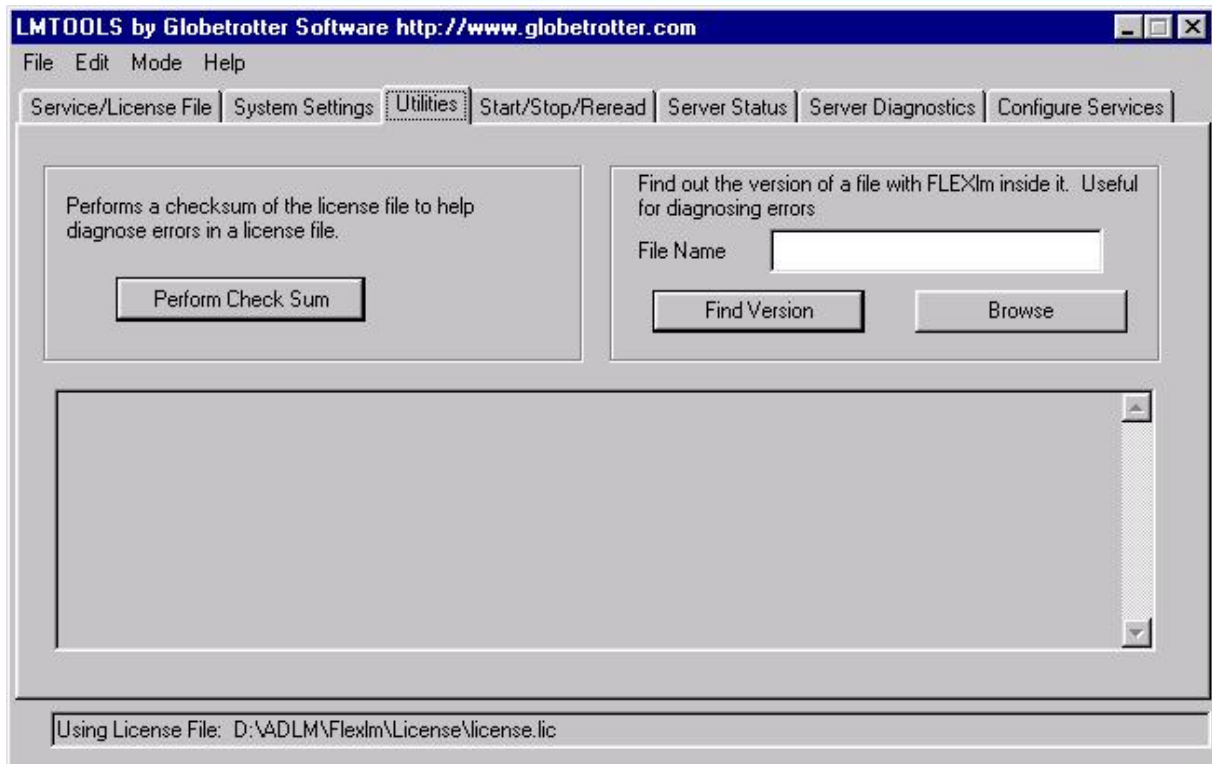 LMTOOLS by Globetrotter Software http://www.globetrotter.com
File Edit Mode Help
Service/License File System Settings Utilities Start/Stop/Reread Server Status Server Diagnostics Configure Services
Performs a checksum of the license file to help
diagnose errors in a license file.
Perform Check Sum
Find out the version of a file with FLEXlm inside it. Useful
for diagnosing errors
File Name
Find Version Browse
Using License File: D:\ADLM\Flexlm\License\license.lic